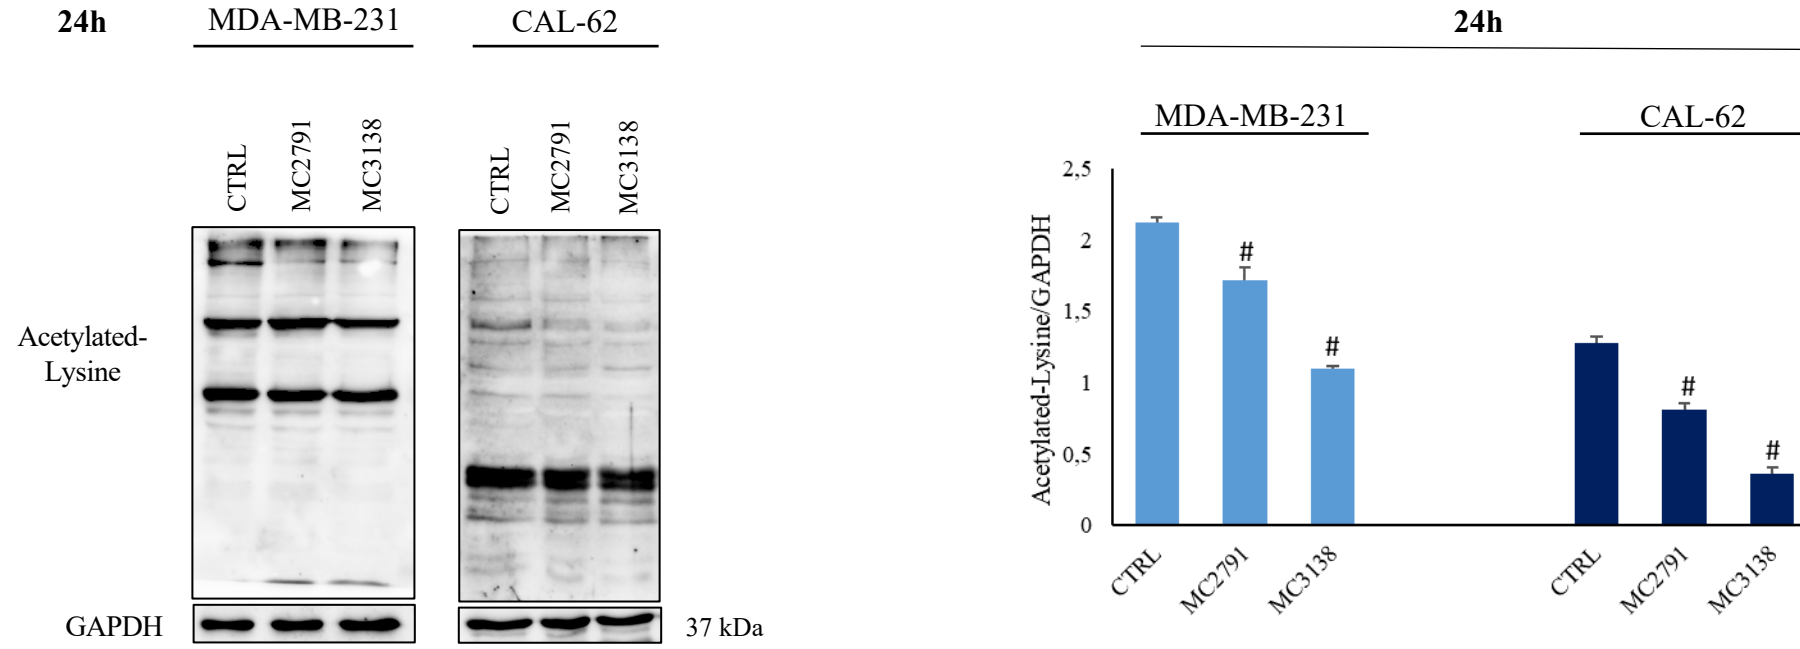 24h
MDA-MB-231
CAL-62
CTRL
MC2791
MC3138
CTRL
MC2791
MC3138
Acetylated-
Lysine
GAPDH
37 kDa
24h
MDA-MB-231
CAL-62
Acetylated-Lysine/GAPDH
2,5
2
1,5
1
0,5
0
#
#
#
#
CTRL
MC2791
MC3138
CTRL
MC2791
MC3138